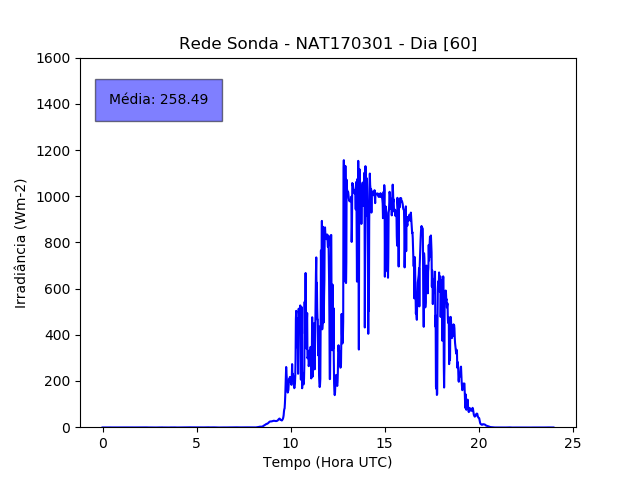 Rede Sonda - NAT170301 - Dia [60]
Irradiância (Wm-2)
1600
1400
1200
1000
800
600
400
200
0
Média: 258.49
0 5 10 15 20 25
Tempo (Hora UTC)